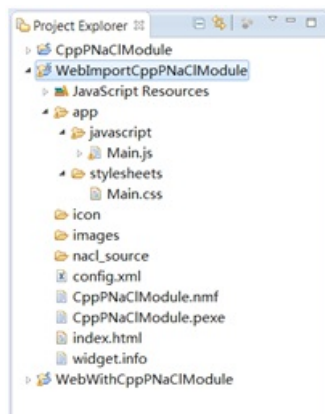 Project Explorer
CppPNaClModule
WebImportCppPNaClModule
JavaScript Resources
app
javascript
Main.js
stylesheets
Main.css
icon
images
nacl_source
config.xml
CppPNaClModule.nmf
CppPNaClModule.pexe
index.html
widget.info
WebWithCppPNaClModule